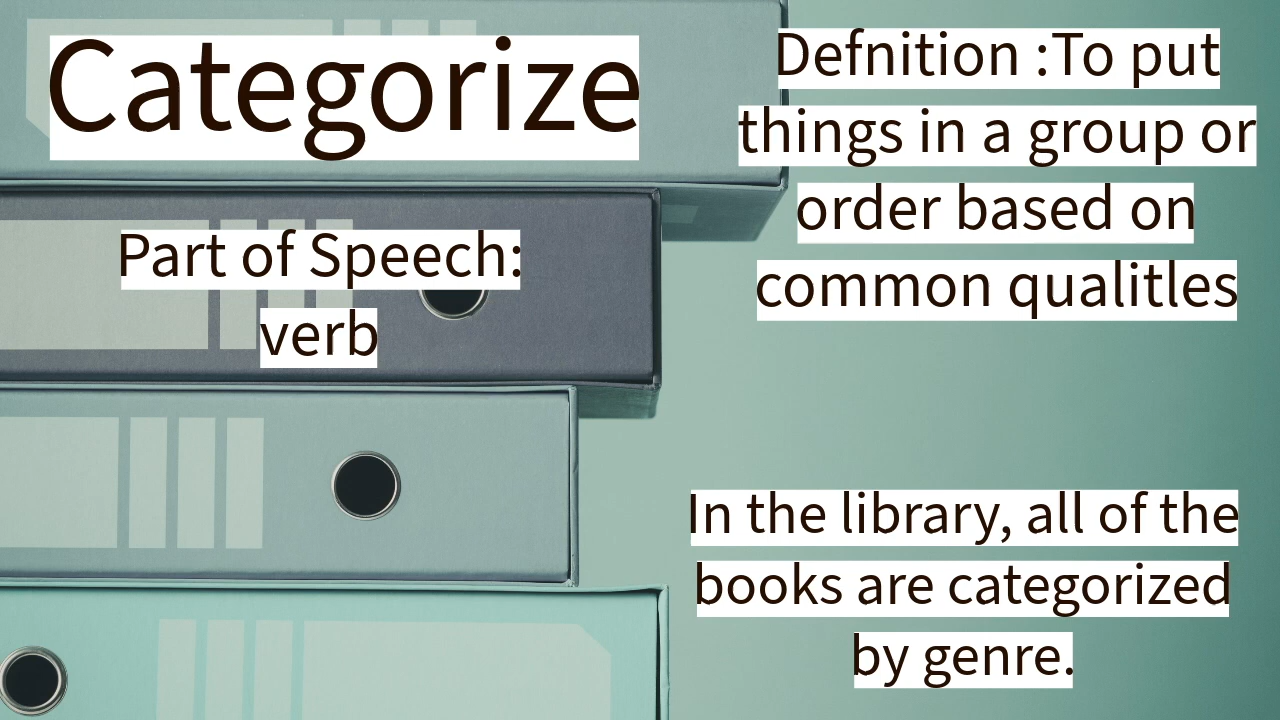 Categorize
Part of Speech:
verb
Defnition :To put
things in a group or
order based on
common qualitles
In the library, all of the
books are categorized
by genre.